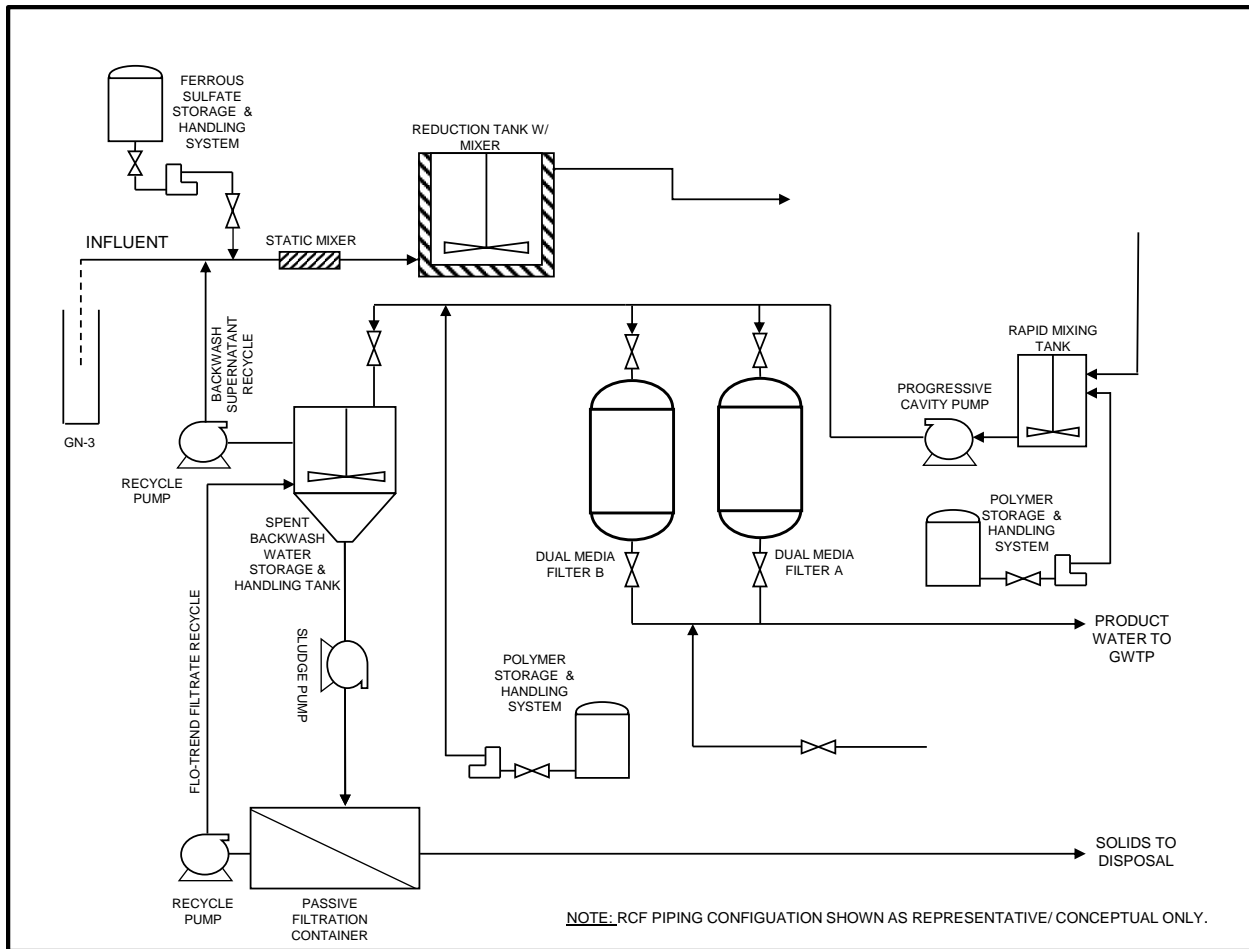 FERROUS
SULFATE
STORAGE &
HANDLING
SYSTEM
REDUCTION TANK W/
MIXER
INFLUENT
STATIC MIXER
BACKWASH
SUPERNATANT
RECYCLE
GN-3
RECYCLE
PUMP
RAPID MIXING
TANK
PROGRESSIVE
CAVITY PUMP
SPENT
BACKWASH
WATER
STORAGE &
HANDLING TANK
DUAL MEDIA
FILTER B
DUAL MEDIA
FILTER A
POLYMER
STORAGE &
HANDLING
SYSTEM
PRODUCT
WATER TO
GWTP
FLO-TREND FILTRATE RECYCLE
SLUDGE PUMP
POLYMER
STORAGE &
HANDLING
SYSTEM
SOLIDS TO
DISPOSAL
RECYCLE
PUMP
PASSIVE
FILTRATION
CONTAINER
NOTE: RCF PIPING CONFIGUATION SHOWN AS REPRESENTATIVE/ CONCEPTUAL ONLY.